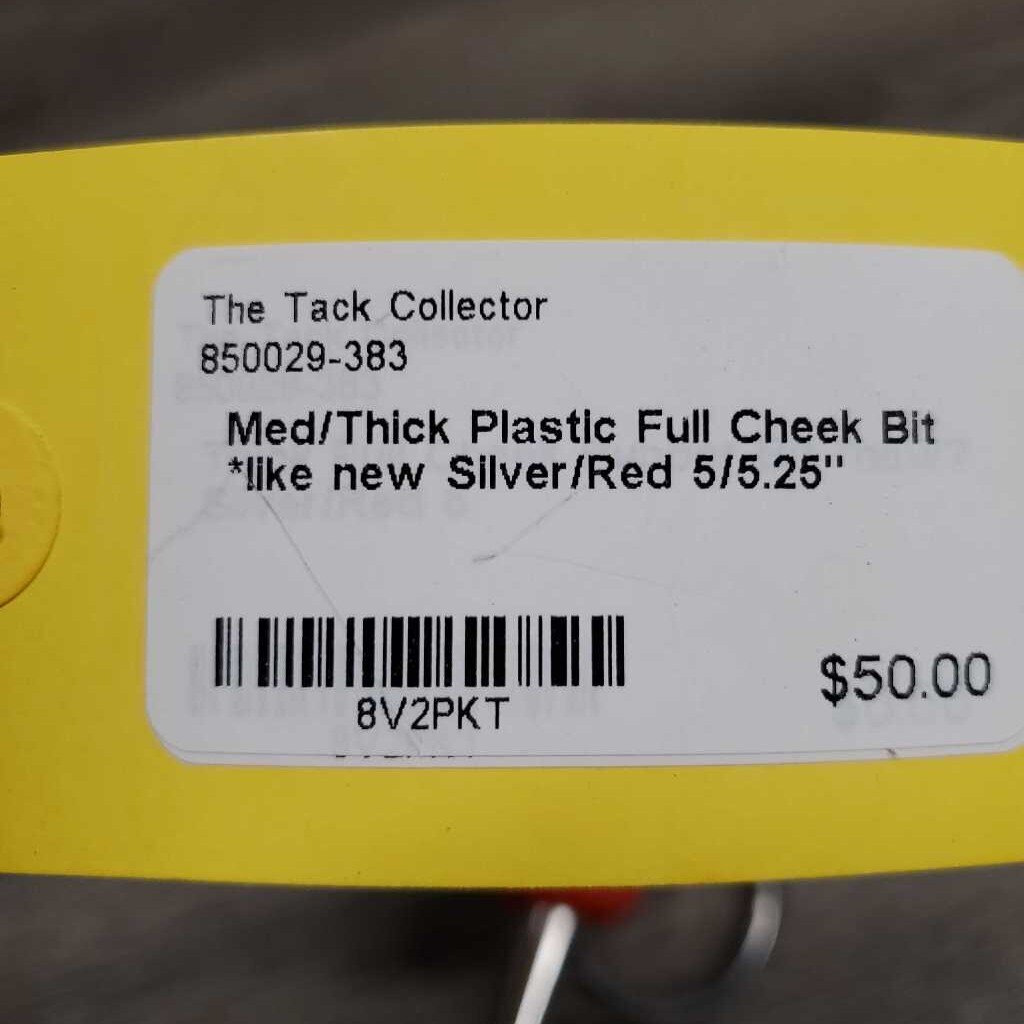 The Tack Collector
850029-383
Med/Thick Plastic Full Cheek Bit
*like new Silver/Red 5/5.25"
8V2PKT
$50.00